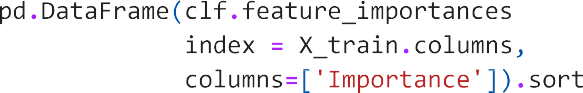 pd.DataFrame(clf.feature_importances
index = X_train.columns,
columns=['Importance']).sort